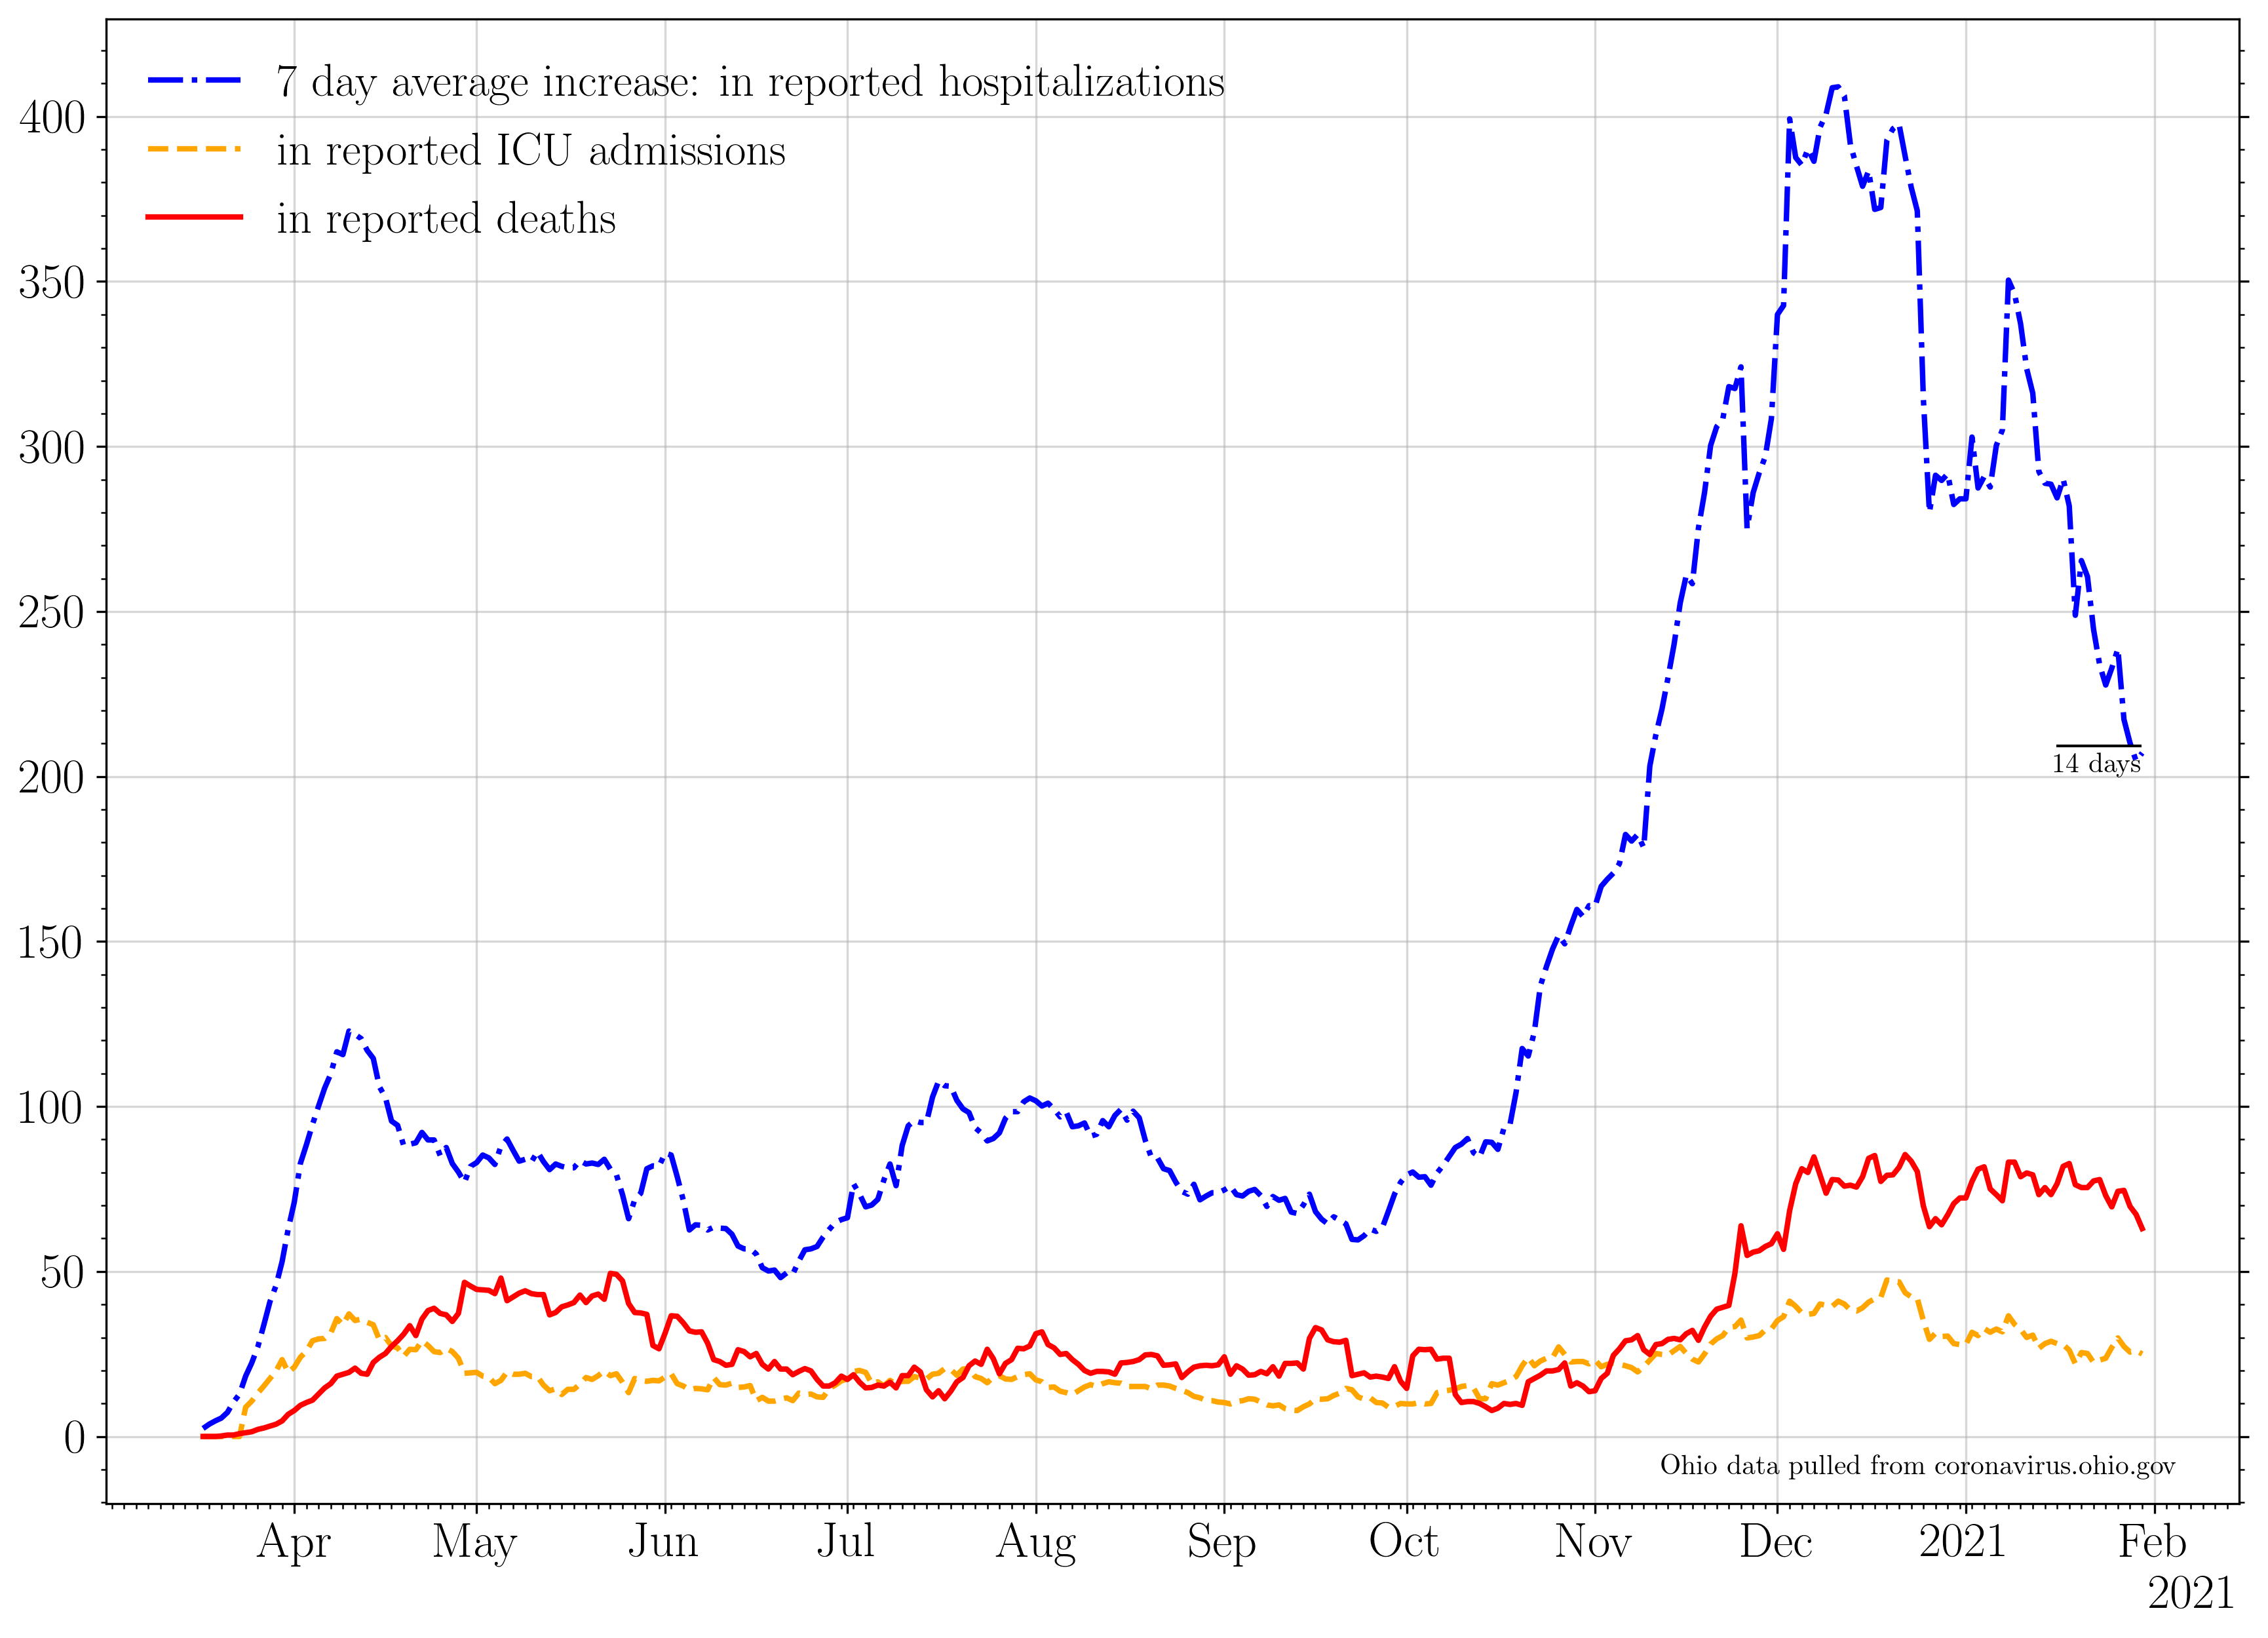 7 day average increase: in reported hospitalizations
in reported ICU admissions
in reported deaths
400
350
300
250
200
150
100
50
0
14 days
Ohio data pulled from coronavirus.ohio.gov
Apr May Jun Jul Aug Sep Oct Nov Dec 2021 Feb
2021